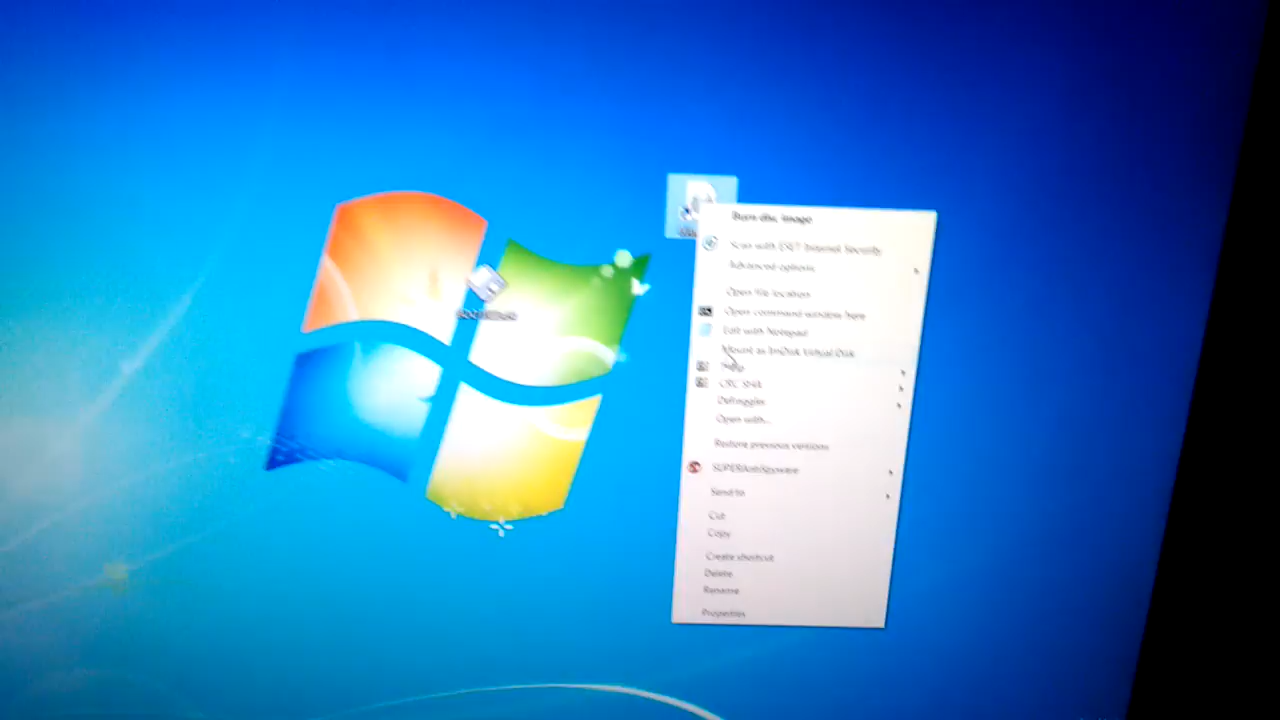 Burn disc image
Scan with ESET Internet Security
Advanced options
Open file location
Open command window here
Edit with Notepad
Mount as ImDisk Virtual Disk
7-Zip
CRC SHA
Defraggler
Open with...
Restore previous versions
SUPERAntiSpyware
Send to
Cut
Copy
Create shortcut
Delete
Rename
Properties